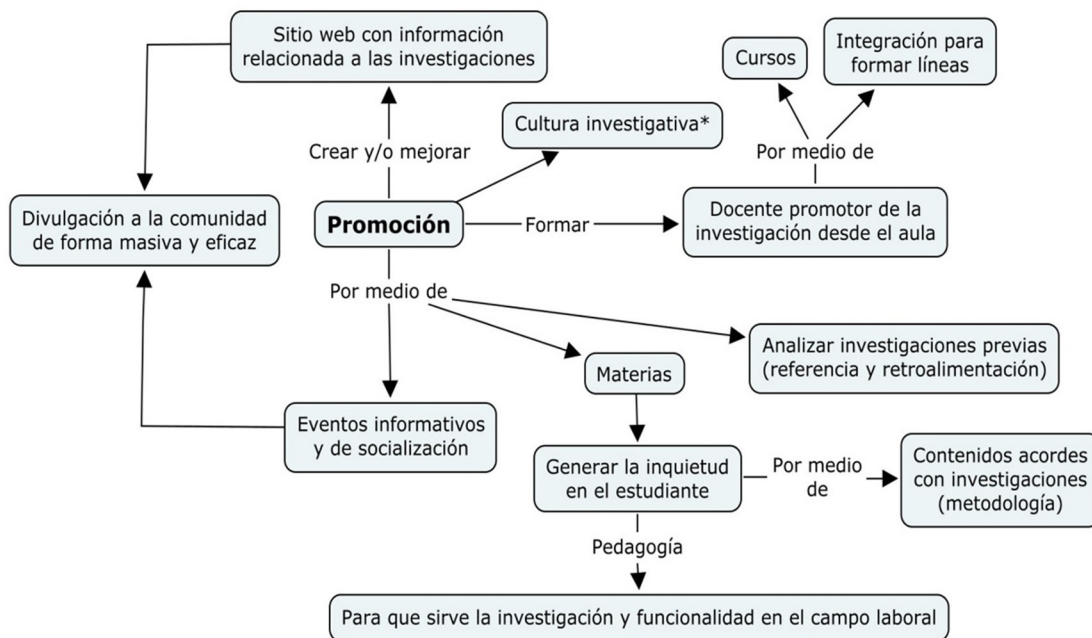 Sitio web con información
relacionada a las investigaciones
Cursos
Integración para
formar líneas
Cultura investigativa*
Crear y/o mejorar
Por medio de
Divulgación a la comunidad
de forma masiva y eficaz
Promoción
Formar
Docente promotor de la
investigación desde el aula
Por medio de
Materias
Analizar investigaciones previas
(referencia y retroalimentación)
Eventos informativos
y de socialización
Generar la inquietud
en el estudiante
Por medio
de
Contenidos acordes
con investigaciones
(metodología)
Pedagogía
Para que sirve la investigación y funcionalidad en el campo laboral